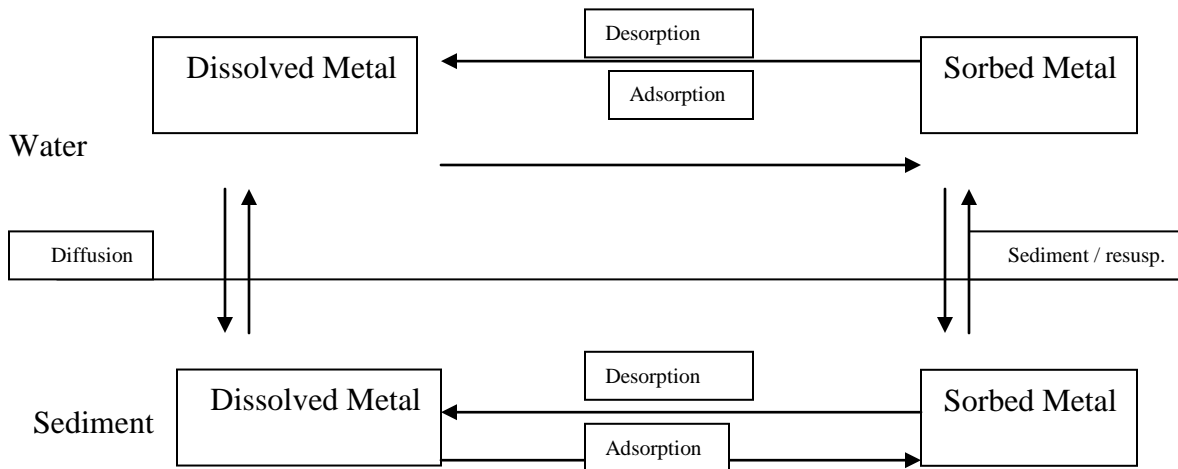 Desorption
Dissolved Metal
Sorbed Metal
Adsorption
Water
Diffusion
Sediment / resusp.
Desorption
Dissolved Metal
Sorbed Metal
Sediment
Adsorption